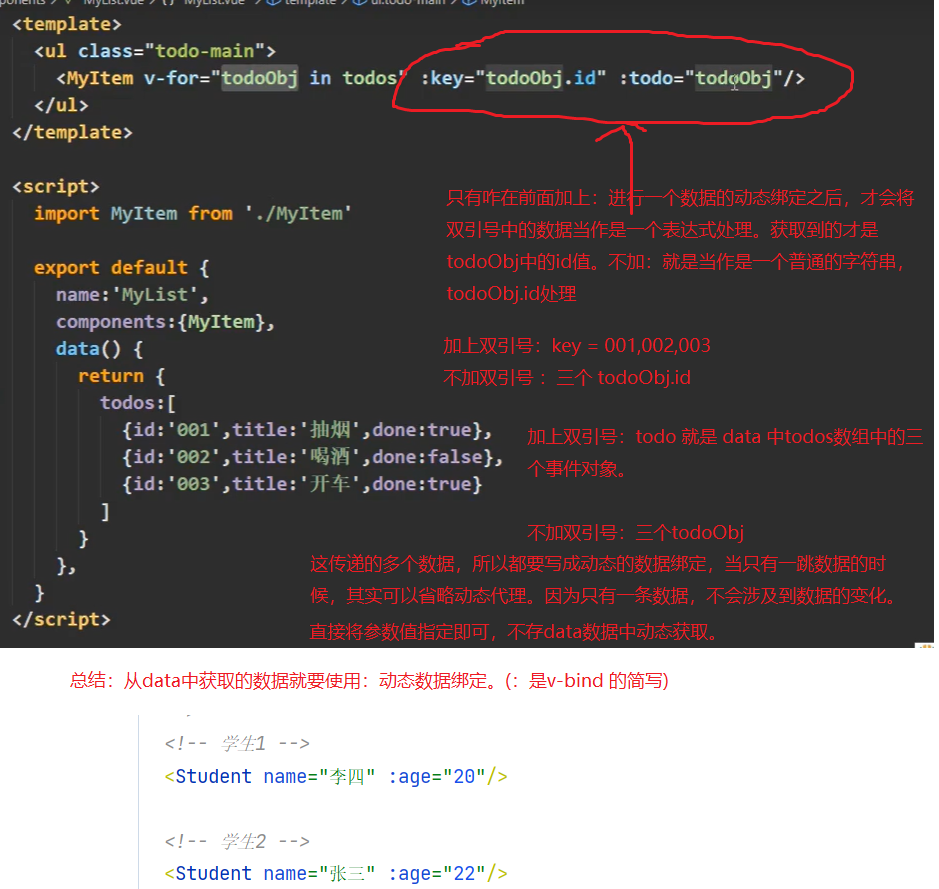 MyList.vue
MyList.vue
template
ul.todo-main
MyItem
<template>
<ul class="todo-main">
<MyItem v-for="todoObj in todos" :key="todoObj.id" :todo="todoObj"/>
</ul>
</template>
<script>
import MyItem from './MyItem'
export default {
name:'MyList',
components:{MyItem},
data() {
return {
todos:[
{id:'001',title:'抽烟',done:true},
{id:'002',title:'喝酒',done:false},
{id:'003',title:'开车',done:true}
]
}
},
}
</script>
只有咋在前面加上：进行一个数据的动态绑定之后，才会将
双引号中的数据当作是一个表达式处理。获取到的才是
todoObj中的id值。不加：就是当作是一个普通的字符串，
todoObj.id处理
加上双引号：key = 001,002,003
不加双引号 ：三个 todoObj.id
加上双引号：todo 就是 data 中todos数组中的三
个事件对象。
不加双引号：三个todoObj
这传递的多个数据，所以都要写成动态的数据绑定，当只有一跳数据的时
候，其实可以省略动态代理。因为只有一条数据，不会涉及到数据的变化。
直接将参数值指定即可，不存data数据中动态获取。
总结：从data中获取的数据就要使用：动态数据绑定。(：是v-bind 的简写)
<!-- 学生1 -->
<Student name="李四" :age="20"/>
<!-- 学生2 -->
<Student name="张三" :age="22"/>